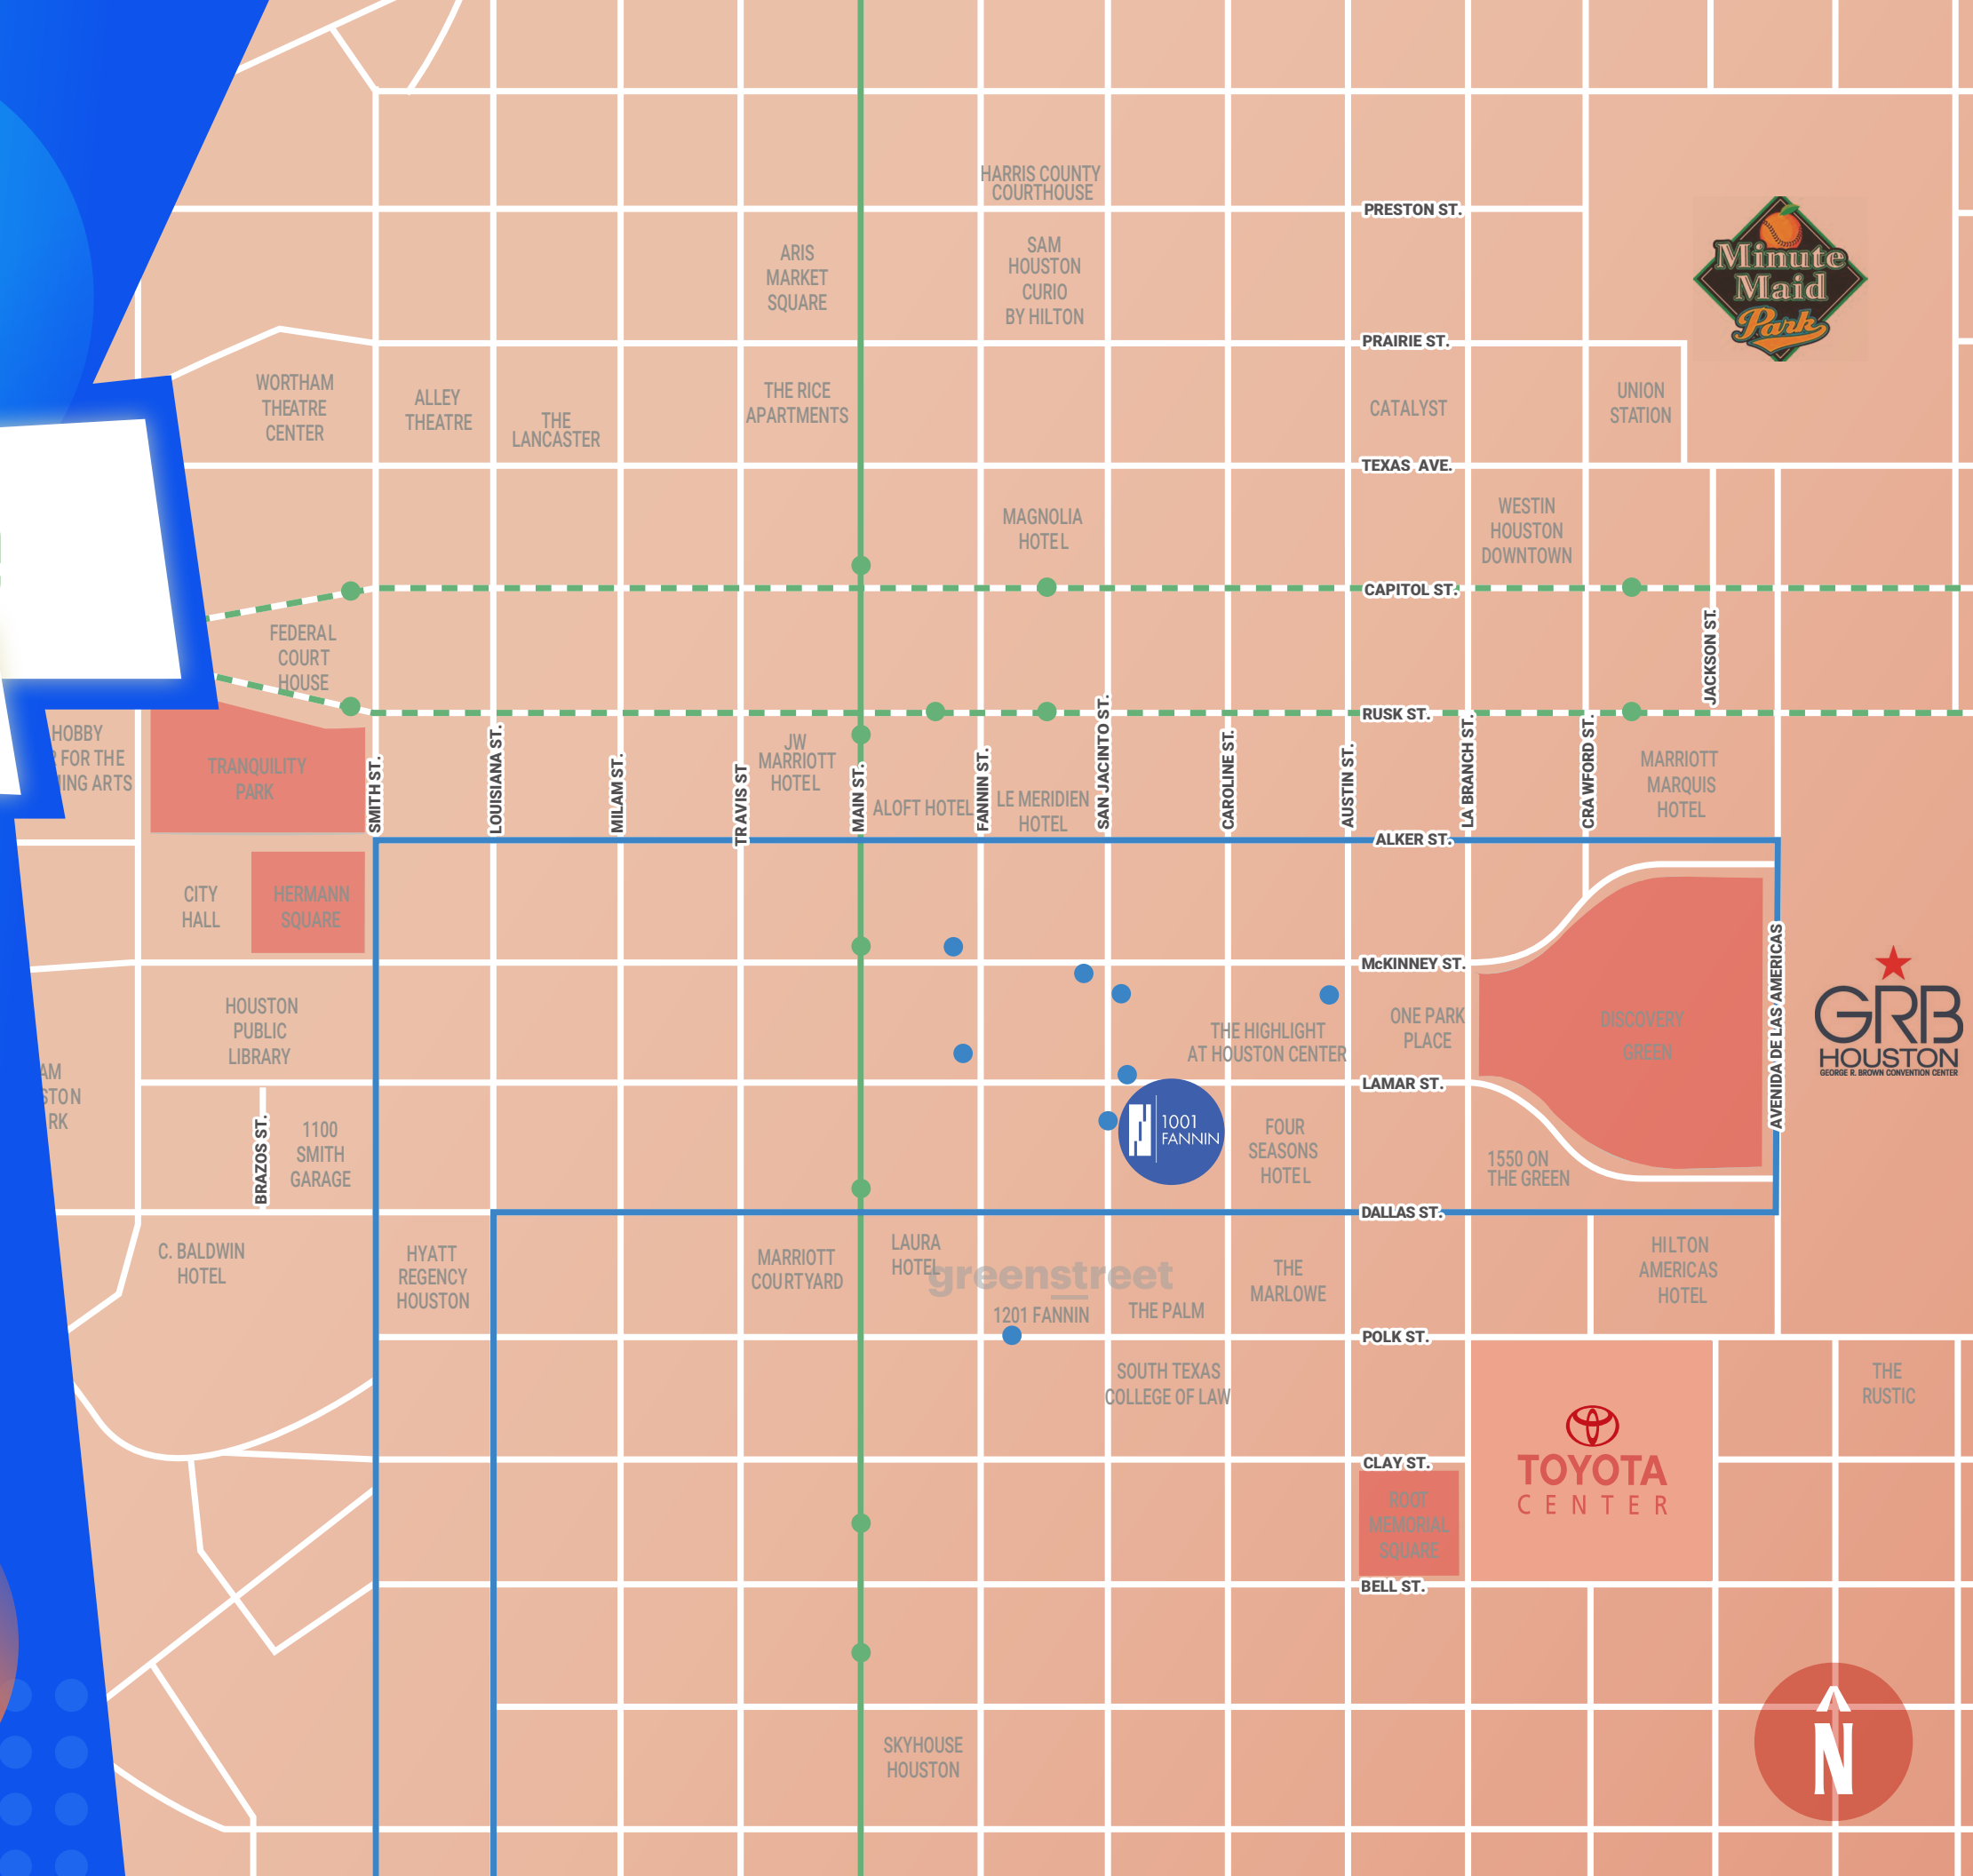 HARRIS COUNTY
COURTHOUSE
PRESTON ST.
ARIS
MARKET
SQUARE
SAM
HOUSTON
CURIO
BY HILTON
Minute
Maid
Park
PRAIRIE ST.
WORTHAM
THEATRE
CENTER
ALLEY
THEATRE
THE
LANCASTER
THE RICE
APARTMENTS
CATALYST
UNION
STATION
TEXAS AVE.
MAGNOLIA
HOTEL
WESTIN
HOUSTON
DOWNTOWN
CAPITOL ST.
FEDERAL
COURT
HOUSE
JACKSON ST.
RUSK ST.
HOBBY
FOR THE
ARTS
TRANQUILITY
PARK
SMITH ST.
LOUISIANA ST.
MILAM ST.
TRAVIS ST
JW
MARRIOTT
HOTEL
MAIN ST.
ALOFT HOTEL
FANNIN ST.
LE MERIDIEN
HOTEL
SAN JACINTO ST.
CAROLINE ST.
AUSTIN ST.
LA BRANCH ST.
CRAWFORD ST.
MARRIOTT
MARQUIS
HOTEL
ALKER ST.
CITY
HALL
HERMANN
SQUARE
McKINNEY ST.
HOUSTON
PUBLIC
LIBRARY
THE HIGHLIGHT
AT HOUSTON CENTER
ONE PARK
PLACE
DISCOVERY
GREEN
AVENIDA DE LAS AMERICAS
GRB
HOUSTON
GEORGE R. BROWN CONVENTION CENTER
AM
STON
RK
LAMAR ST.
BRAZOS ST.
1100
SMITH
GARAGE
1001
FANNIN
FOUR
SEASONS
HOTEL
1550 ON
THE GREEN
DALLAS ST.
C. BALDWIN
HOTEL
HYATT
REGENCY
HOUSTON
MARRIOTT
COURTYARD
LAURA
HOTEL
greenstreet
1201 FANNIN
THE PALM
THE
MARLOWE
HILTON
AMERICAS
HOTEL
POLK ST.
SOUTH TEXAS
COLLEGE OF LAW
THE
RUSTIC
TOYOTA
CENTER
CLAY ST.
ROOT
MEMORIAL
SQUARE
BELL ST.
SKYHOUSE
HOUSTON
N